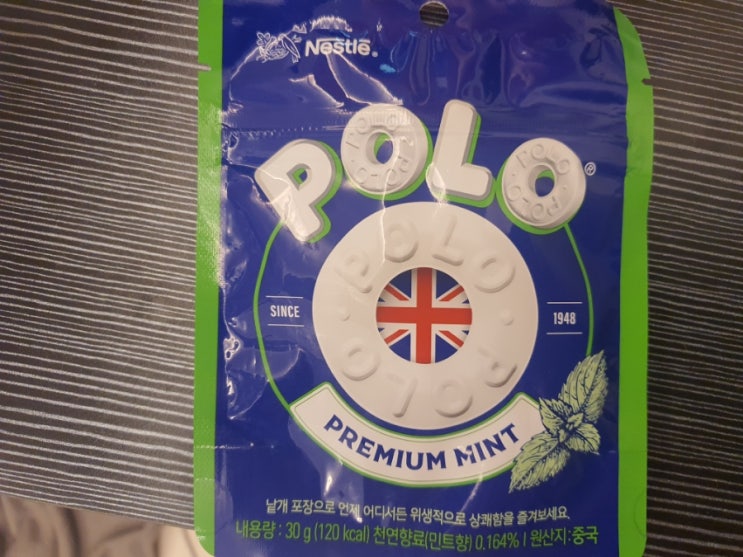 Nestlé®
POLO®
POLO
SINCE
1948
POLO
PREMIUM MINT
낱개 포장으로 언제 어디서든 위생적으로 상쾌함을 즐겨보세요.
내용량 : 30 g (120 kcal) 천연향료(민트향) 0.164% | 원산지:중국